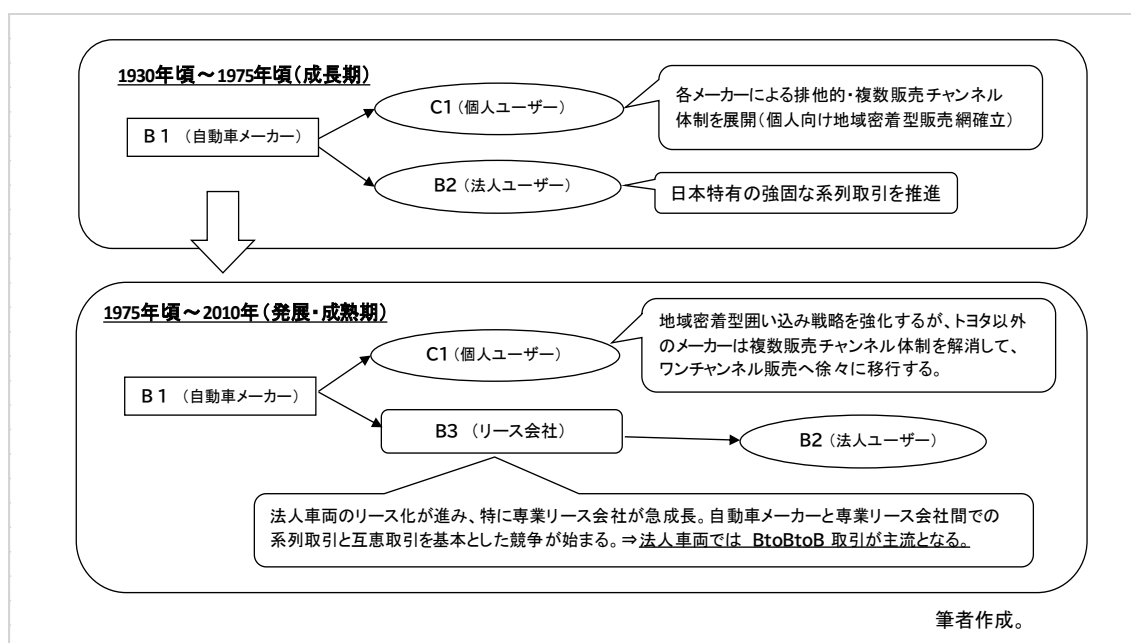 1930年頃～1975年頃（成長期）
C1（個人ユーザー）
各メーカーによる排他的・複数販売チャンネル
体制を展開（個人向け地域密着型販売網確立）
B１ （自動車メーカー）
B2（法人ユーザー）
日本特有の強固な系列取引を推進
1975年頃～2010年（発展・成熟期）
C1（個人ユーザー）
地域密着型囲い込み戦略を強化するが、トヨタ以外
のメーカーは複数販売チャンネル体制を解消して、
ワンチャンネル販売へ徐々に移行する。
B１ （自動車メーカー）
B3 （リース会社）
B2（法人ユーザー）
法人車両のリース化が進み、特に専業リース会社が急成長。自動車メーカーと専業リース会社間での
系列取引と互恵取引を基本とした競争が始まる。⇒法人車両では BtoBtoB 取引が主流となる。
筆者作成。